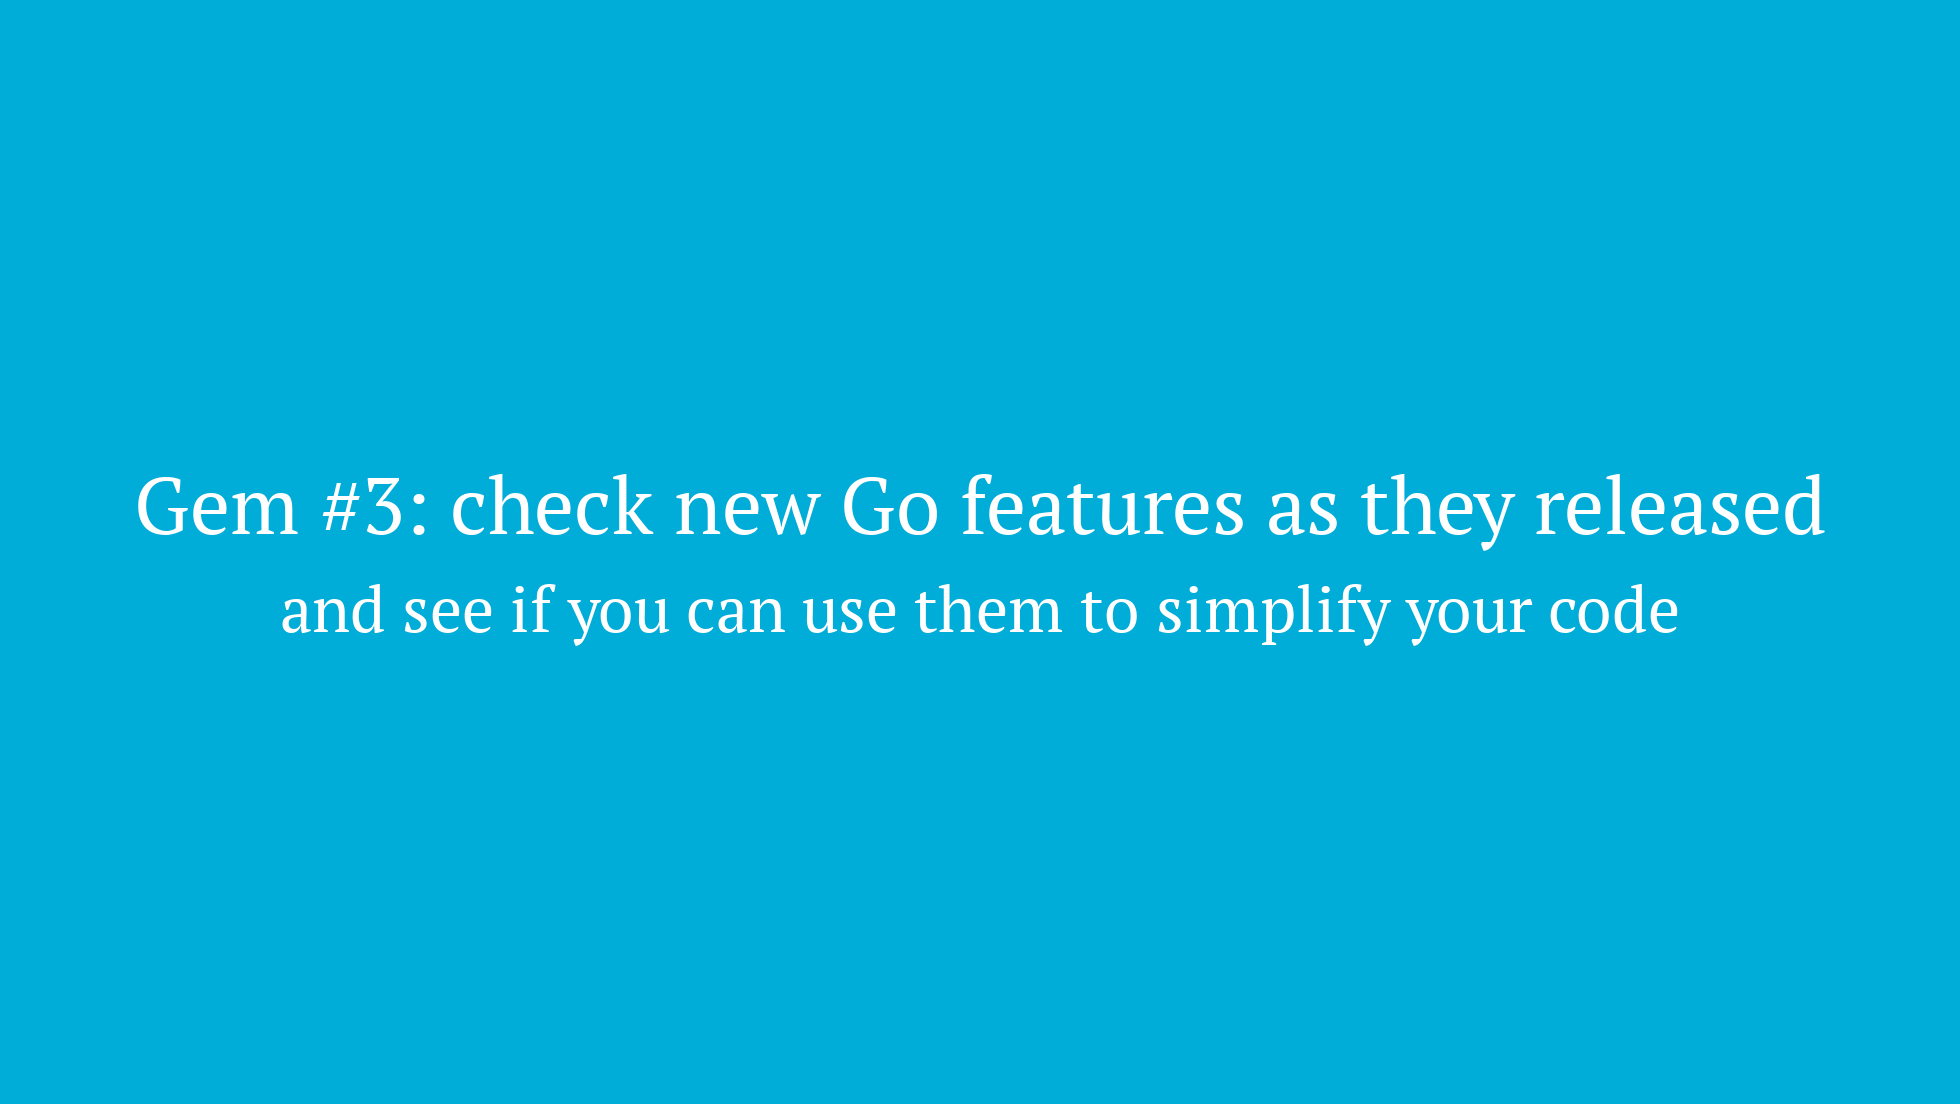 Gem #3: check new Go features as they released
and see if you can use them to simplify your code